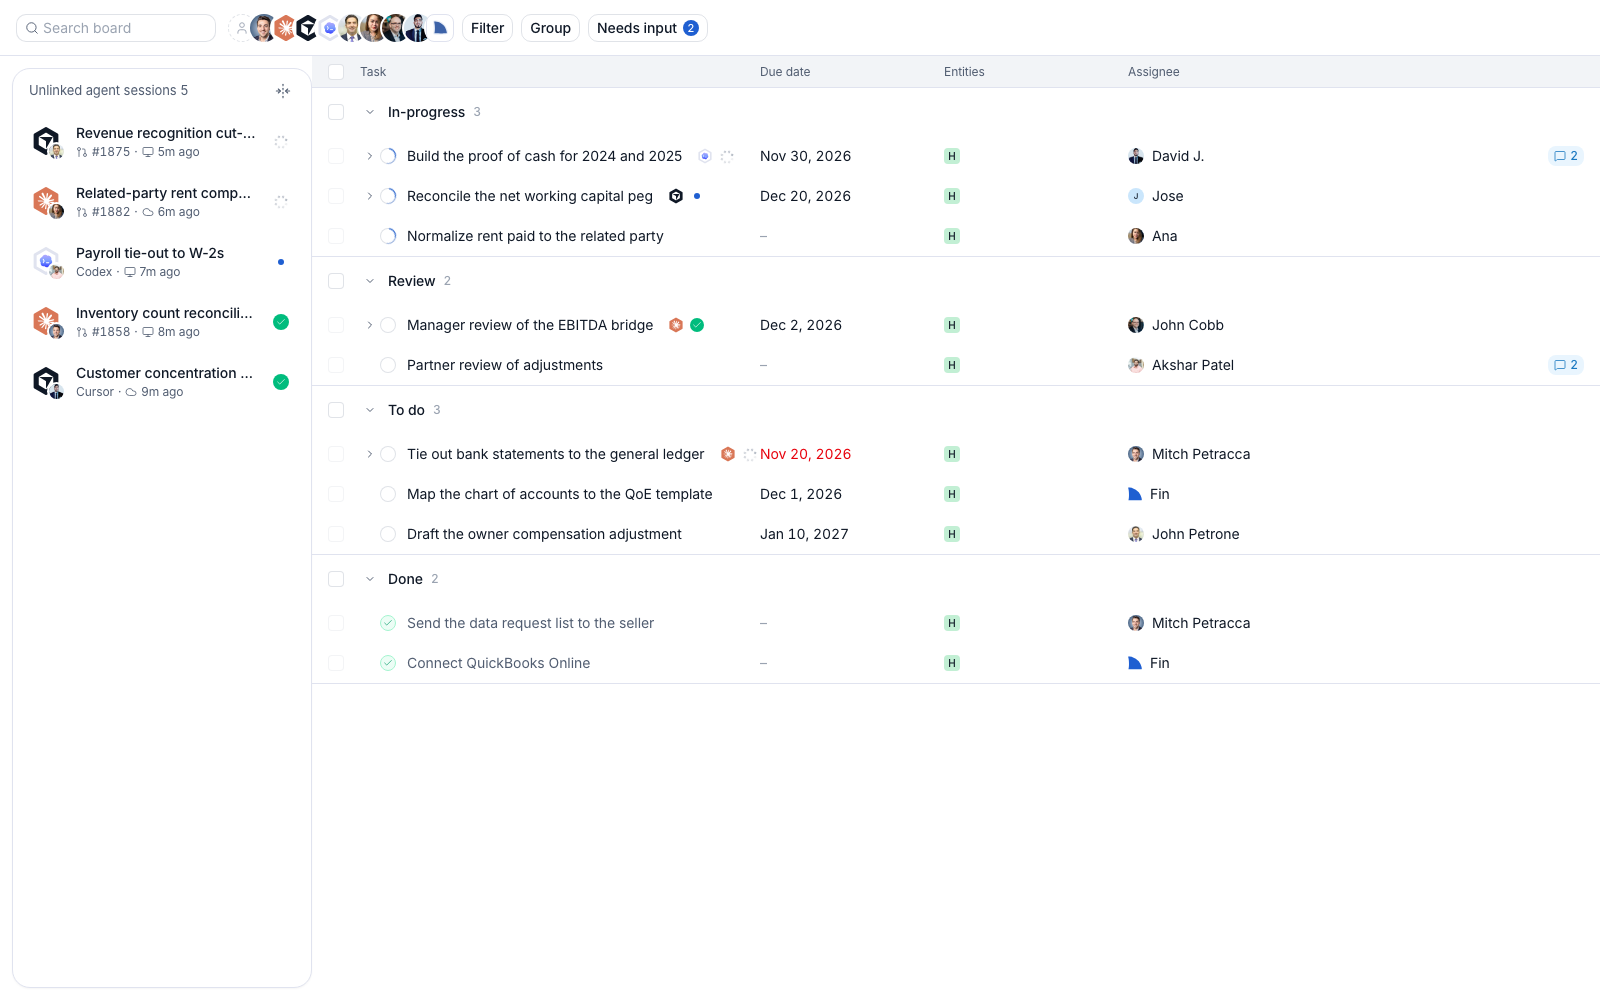 Search board
Filter
Group
Needs input 2
Unlinked agent sessions 5
Revenue recognition cut-...
#1875 · 5m ago
Related-party rent comp...
#1882 · 6m ago
Payroll tie-out to W-2s
Codex · 7m ago
Inventory count reconcili...
#1858 · 8m ago
Customer concentration ...
Cursor · 9m ago
Task Due date Entities Assignee
In-progress 3
Build the proof of cash for 2024 and 2025 Nov 30, 2026 H David J. 2
Reconcile the net working capital peg Dec 20, 2026 H J Jose
Normalize rent paid to the related party – H Ana
Review 2
Manager review of the EBITDA bridge Dec 2, 2026 H John Cobb
Partner review of adjustments – H Akshar Patel 2
To do 3
Tie out bank statements to the general ledger Nov 20, 2026 H Mitch Petracca
Map the chart of accounts to the QoE template Dec 1, 2026 H Fin
Draft the owner compensation adjustment Jan 10, 2027 H John Petrone
Done 2
Send the data request list to the seller – H Mitch Petracca
Connect QuickBooks Online – H Fin